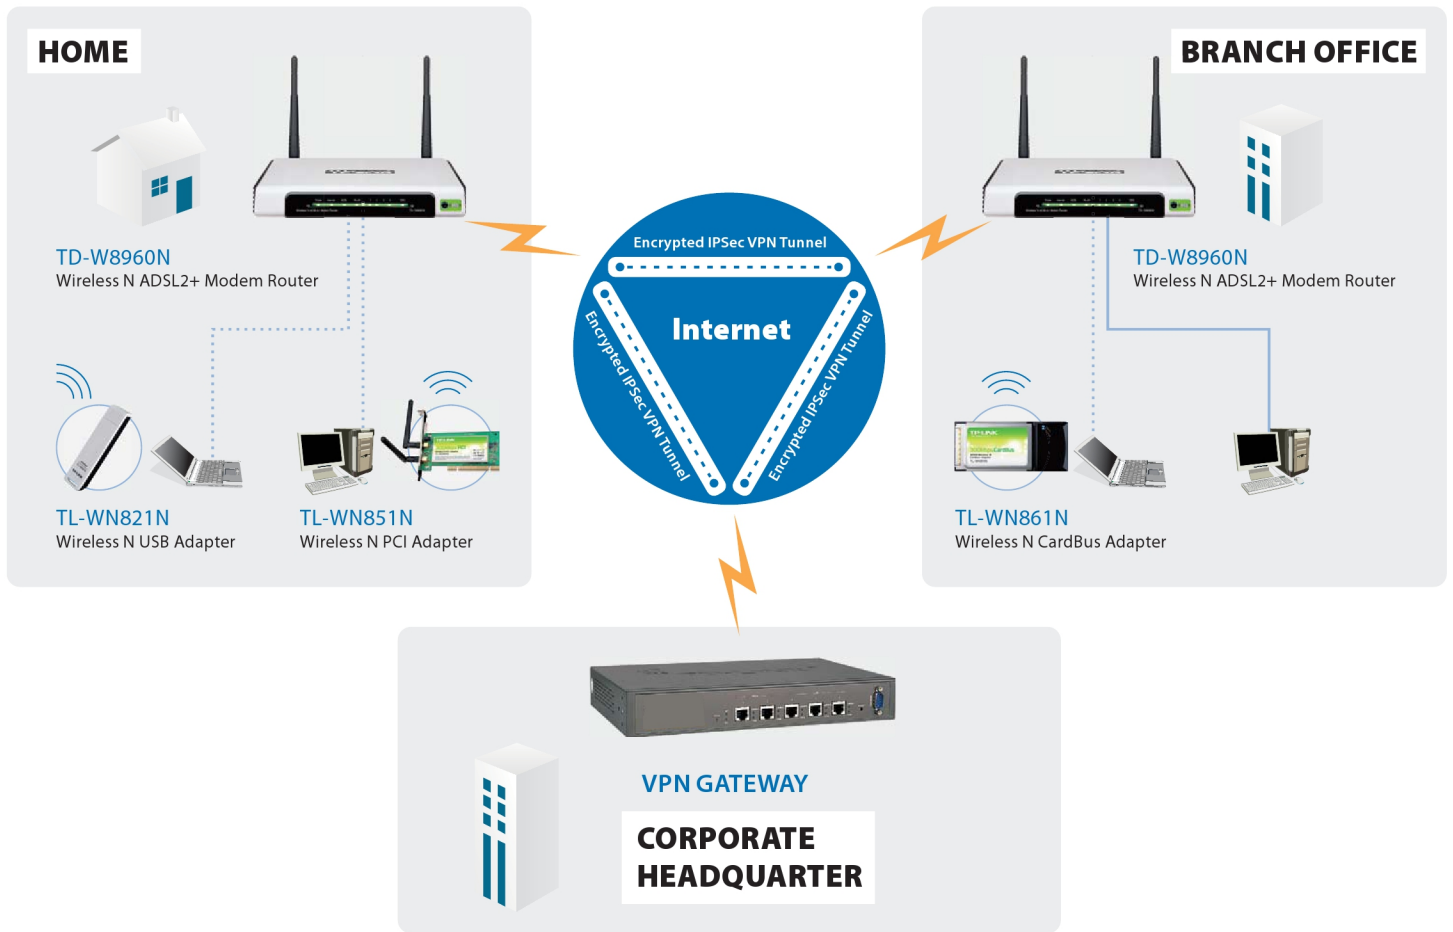 HOME
TD-W8960N
Wireless N ADSL2+ Modem Router
TL-WN821N
Wireless N USB Adapter
TL-WN851N
Wireless N PCI Adapter
Encrypted IPSec VPN Tunnel
Internet
Encrypted IPSec VPN Tunnel
Encrypted IPSec VPN Tunnel
BRANCH OFFICE
TD-W8960N
Wireless N ADSL2+ Modem Router
TP-LINK
TL-WN861N
Wireless N CardBus Adapter
VPN GATEWAY
CORPORATE
HEADQUARTER